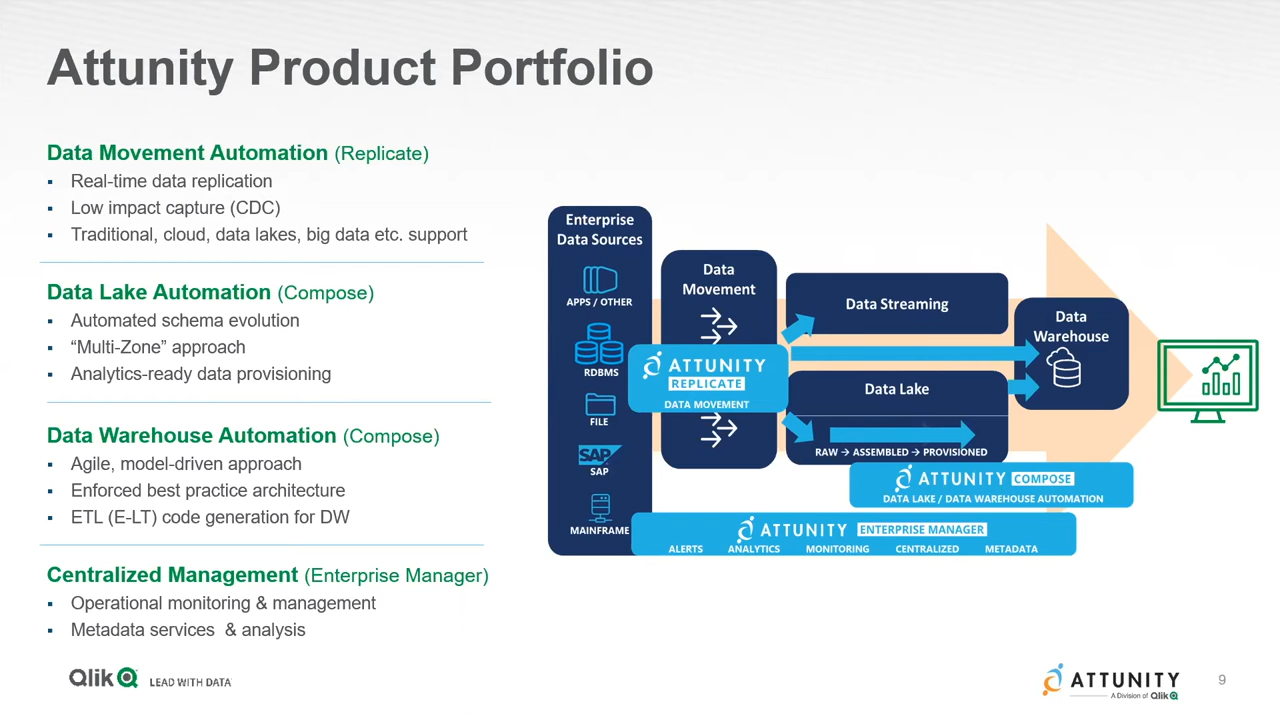 Attunity Product Portfolio
Data Movement Automation (Replicate)
▪ Real-time data replication
▪ Low impact capture (CDC)
▪ Traditional, cloud, data lakes, big data etc. support
Data Lake Automation (Compose)
▪ Automated schema evolution
▪ “Multi-Zone” approach
▪ Analytics-ready data provisioning
Data Warehouse Automation (Compose)
▪ Agile, model-driven approach
▪ Enforced best practice architecture
▪ ETL (E-LT) code generation for DW
Centralized Management (Enterprise Manager)
▪ Operational monitoring & management
▪ Metadata services & analysis
Enterprise
Data Sources
APPS / OTHER
RDBMS
FILE
SAP
SAP
MAINFRAME
Data
Movement
ATTUNITY
REPLICATE
DATA MOVEMENT
Data Streaming
Data Lake
RAW → ASSEMBLED → PROVISIONED
Data
Warehouse
ATTUNITY COMPOSE
DATA LAKE / DATA WAREHOUSE AUTOMATION
ATTUNITY ENTERPRISE MANAGER
ALERTS ANALYTICS MONITORING CENTRALIZED METADATA
Qlik LEAD WITH DATA
ATTUNITY
A Division of Qlik
9